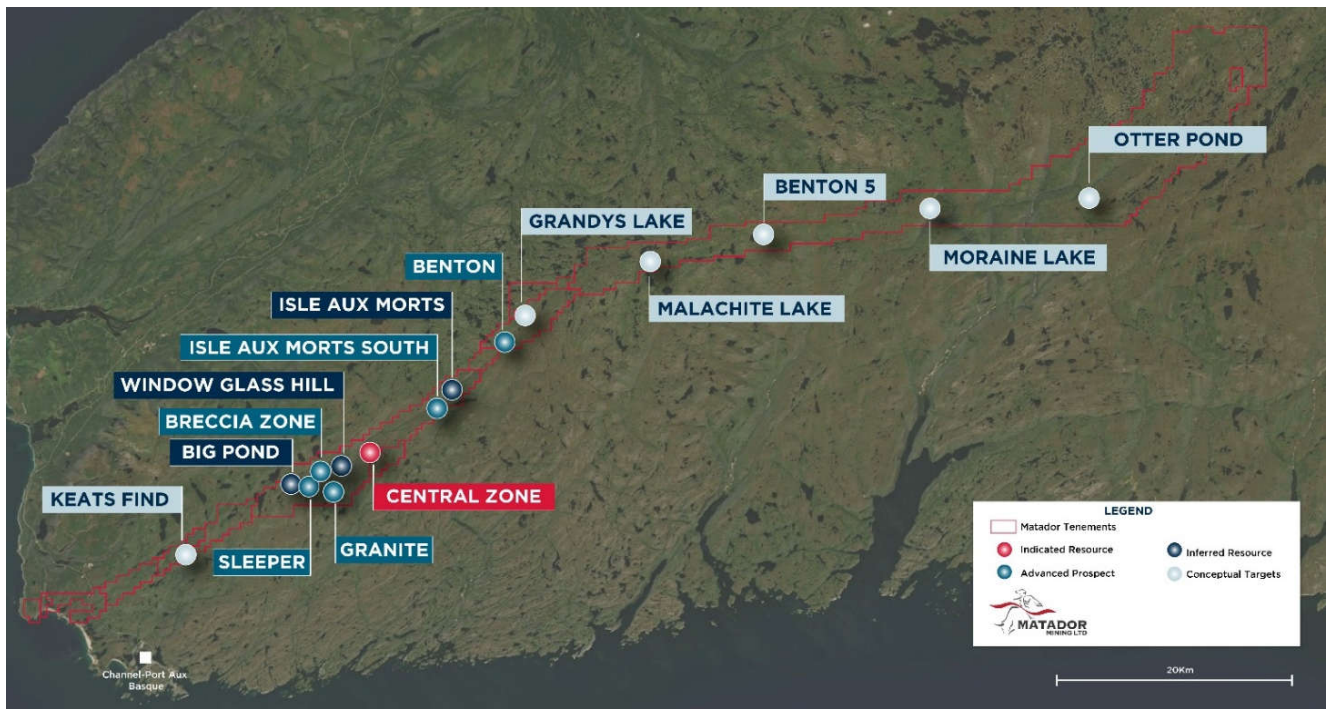 OTTER POND
BENTON 5
GRANDYS LAKE
MORAINE LAKE
BENTON
MALACHITE LAKE
ISLE AUX MORTS
ISLE AUX MORTS SOUTH
WINDOW GLASS HILL
BRECCIA ZONE
BIG POND
KEATS FIND
CENTRAL ZONE
SLEEPER
GRANITE
Channel-Port Aux
Basque
LEGEND
Matador Tenements
Indicated Resource
Inferred Resource
Advanced Prospect
Conceptual Targets
MATADOR
MINING LTD
20Km